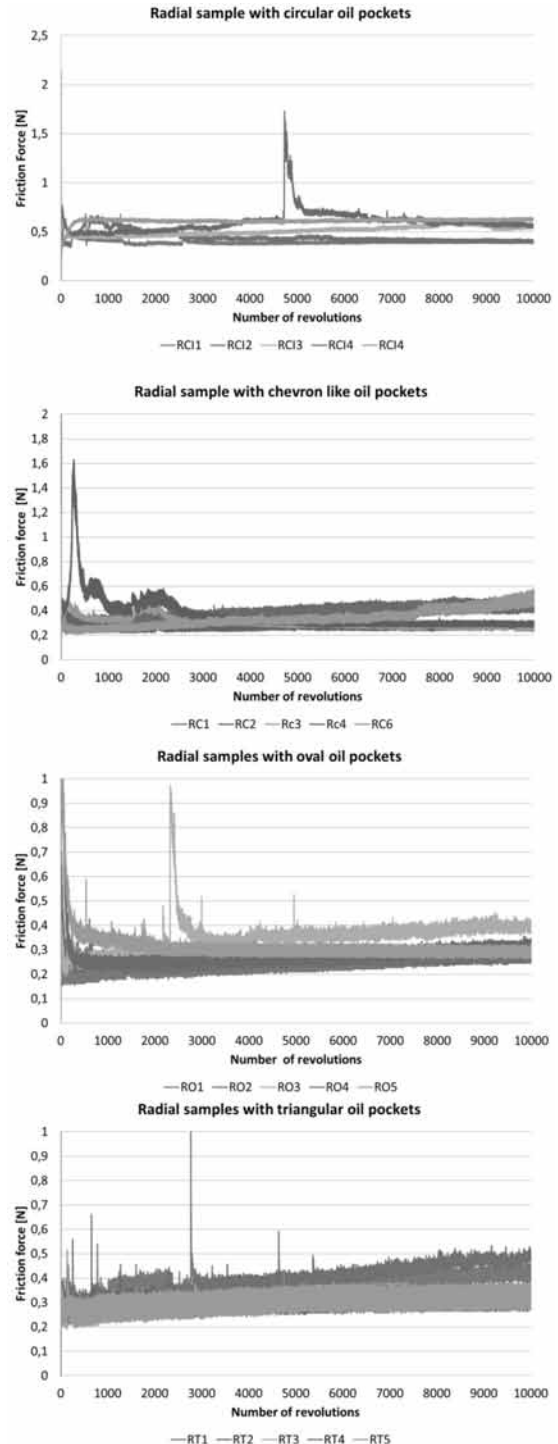 Radial sample with circular oil pockets
2,5
2
1,5
1
0,5
0
Friction Force [N]
0 1000 2000 3000 4000 5000 6000 7000 8000 9000 10000
Number of revolutions
RCI1 RCI2 RCI3 RCI4 RCI4
Radial sample with chevron like oil pockets
2
1,8
1,6
1,4
1,2
1
0,8
0,6
0,4
0,2
0
Friction force [N]
0 1000 2000 3000 4000 5000 6000 7000 8000 9000 10000
Number of revolutions
RC1 RC2 Rc3 Rc4 RC6
Radial samples with oval oil pockets
1
0,9
0,8
0,7
0,6
0,5
0,4
0,3
0,2
0,1
0
Friction force [N]
0 1000 2000 3000 4000 5000 6000 7000 8000 9000 10000
Number of revolutions
RO1 RO2 RO3 RO4 RO5
Radial samples with triangular oil pockets
1
0,9
0,8
0,7
0,6
0,5
0,4
0,3
0,2
0,1
0
Friction force [N]
0 1000 2000 3000 4000 5000 6000 7000 8000 9000 10000
Number of revolutions
RT1 RT2 RT3 RT4 RT5